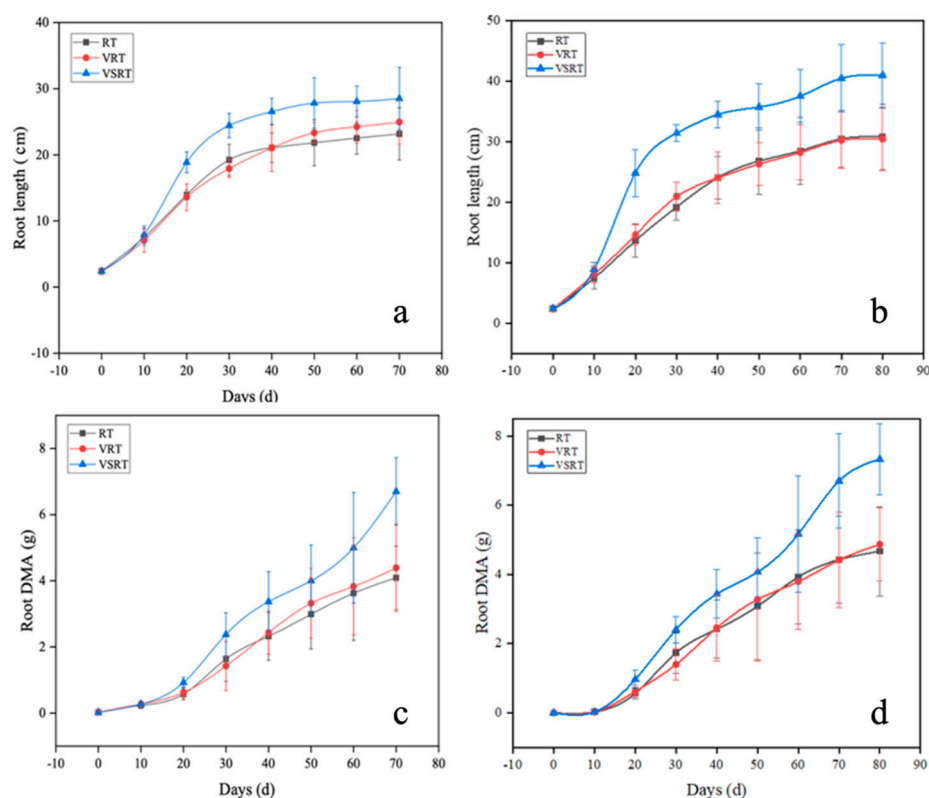 40
30
20
10
0
-10
Root length ( cm)
RT
VRT
VSRT
a
-10 0 10 20 30 40 50 60 70 80
Days (d)
50
40
30
20
10
0
Root length (cm)
RT
VRT
VSRT
b
-10 0 10 20 30 40 50 60 70 80 90
8
6
4
2
0
Root DMA (g)
RT
VRT
VSRT
c
-10 0 10 20 30 40 50 60 70 80
Days (d)
8
6
4
2
0
Root DMA (g)
RT
VRT
VSRT
d
-10 0 10 20 30 40 50 60 70 80 90
Days (d)